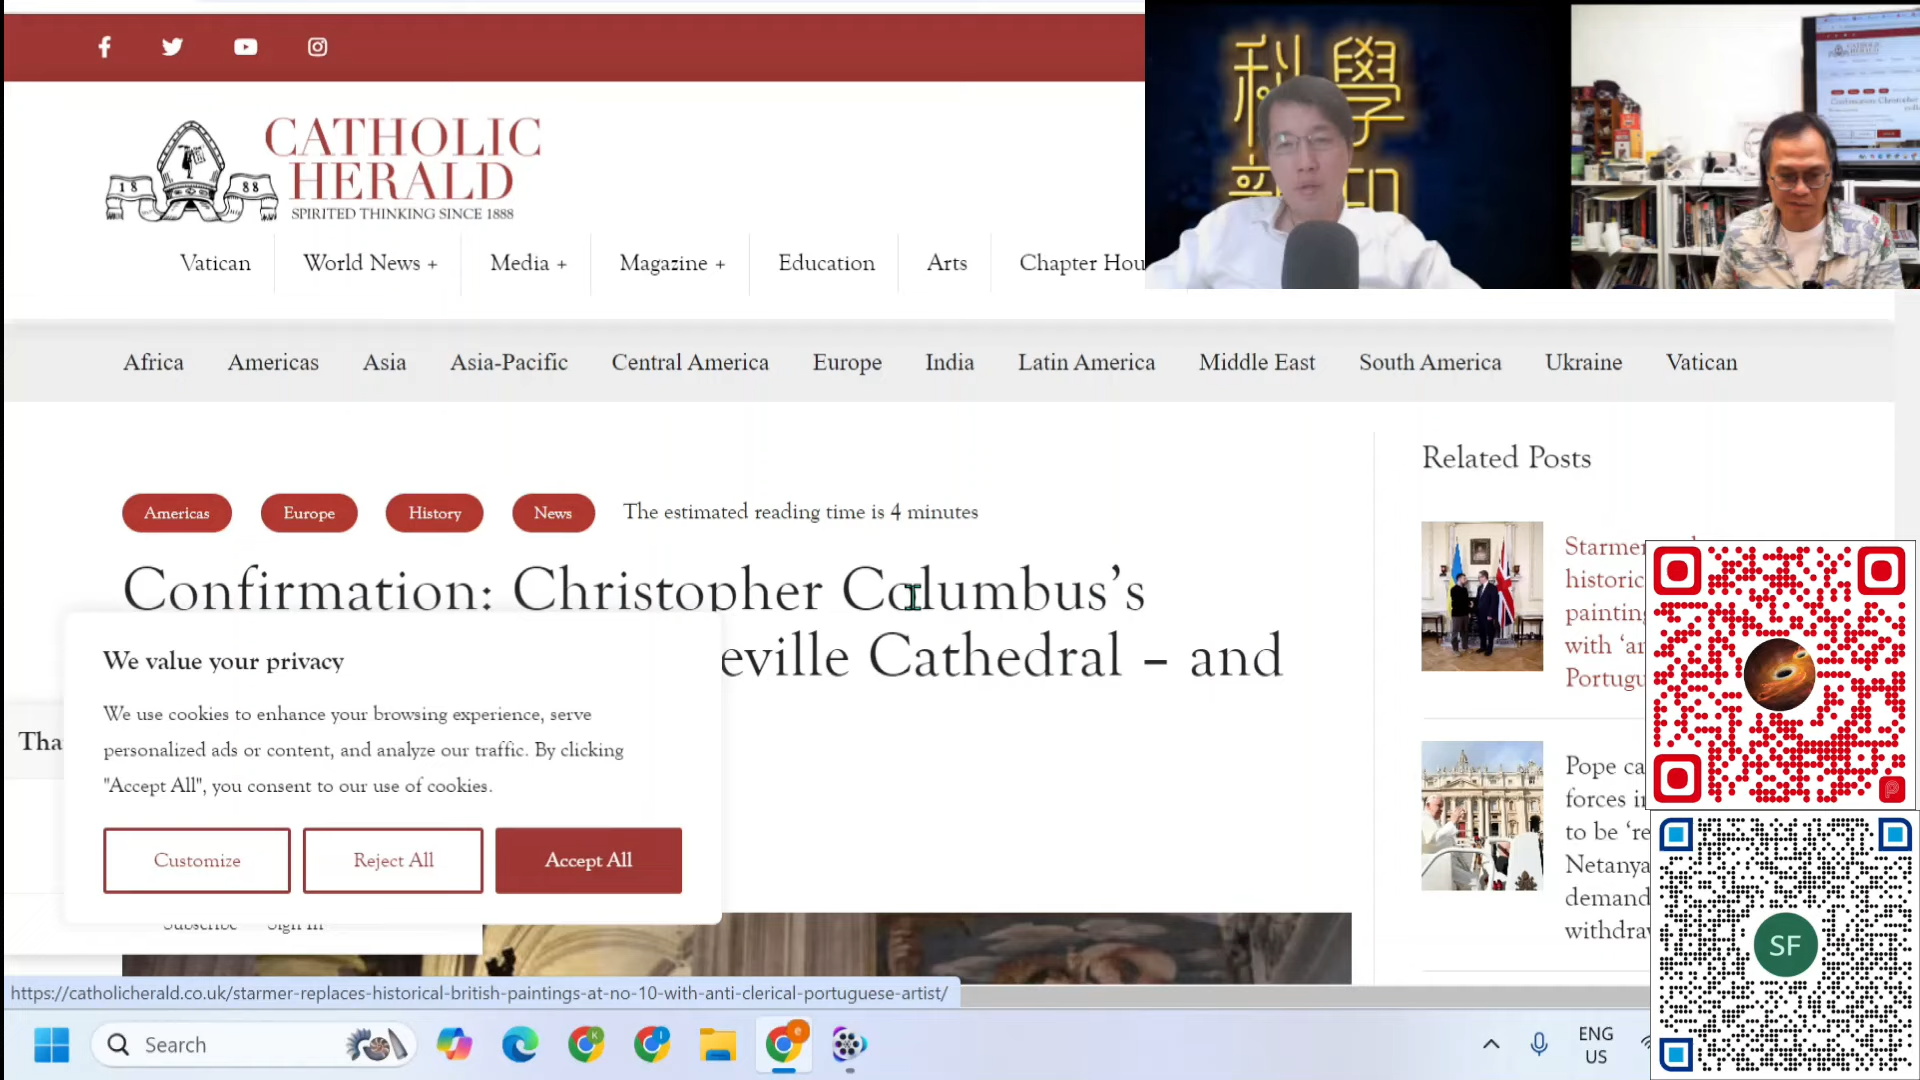 科學
CATHOLIC
HERALD
18 88
SPIRITED THINKING SINCE 1888
Vatican
World News +
Media +
Magazine +
Education
Arts
Chapter Hou
Africa
Americas
Asia
Asia-Pacific
Central America
Europe
India
Latin America
Middle East
South America
Ukraine
Vatican
Related Posts
Americas
Europe
History
News
The estimated reading time is 4 minutes
Confirmation: Christopher Columbus's
eville Cathedral – and
Starmer
historic
painting
with 'an
Portugu
We value your privacy
We use cookies to enhance your browsing experience, serve
personalized ads or content, and analyze our traffic. By clicking
"Accept All", you consent to our use of cookies.
Tha
Customize
Reject All
Accept All
Subscribe
Sign In
Pope ca
forces in
to be 're
Netanya
demand
withdraw
SF
https://catholicherald.co.uk/starmer-replaces-historical-british-paintings-at-no-10-with-anti-clerical-portuguese-artist/
Search
ENG
US